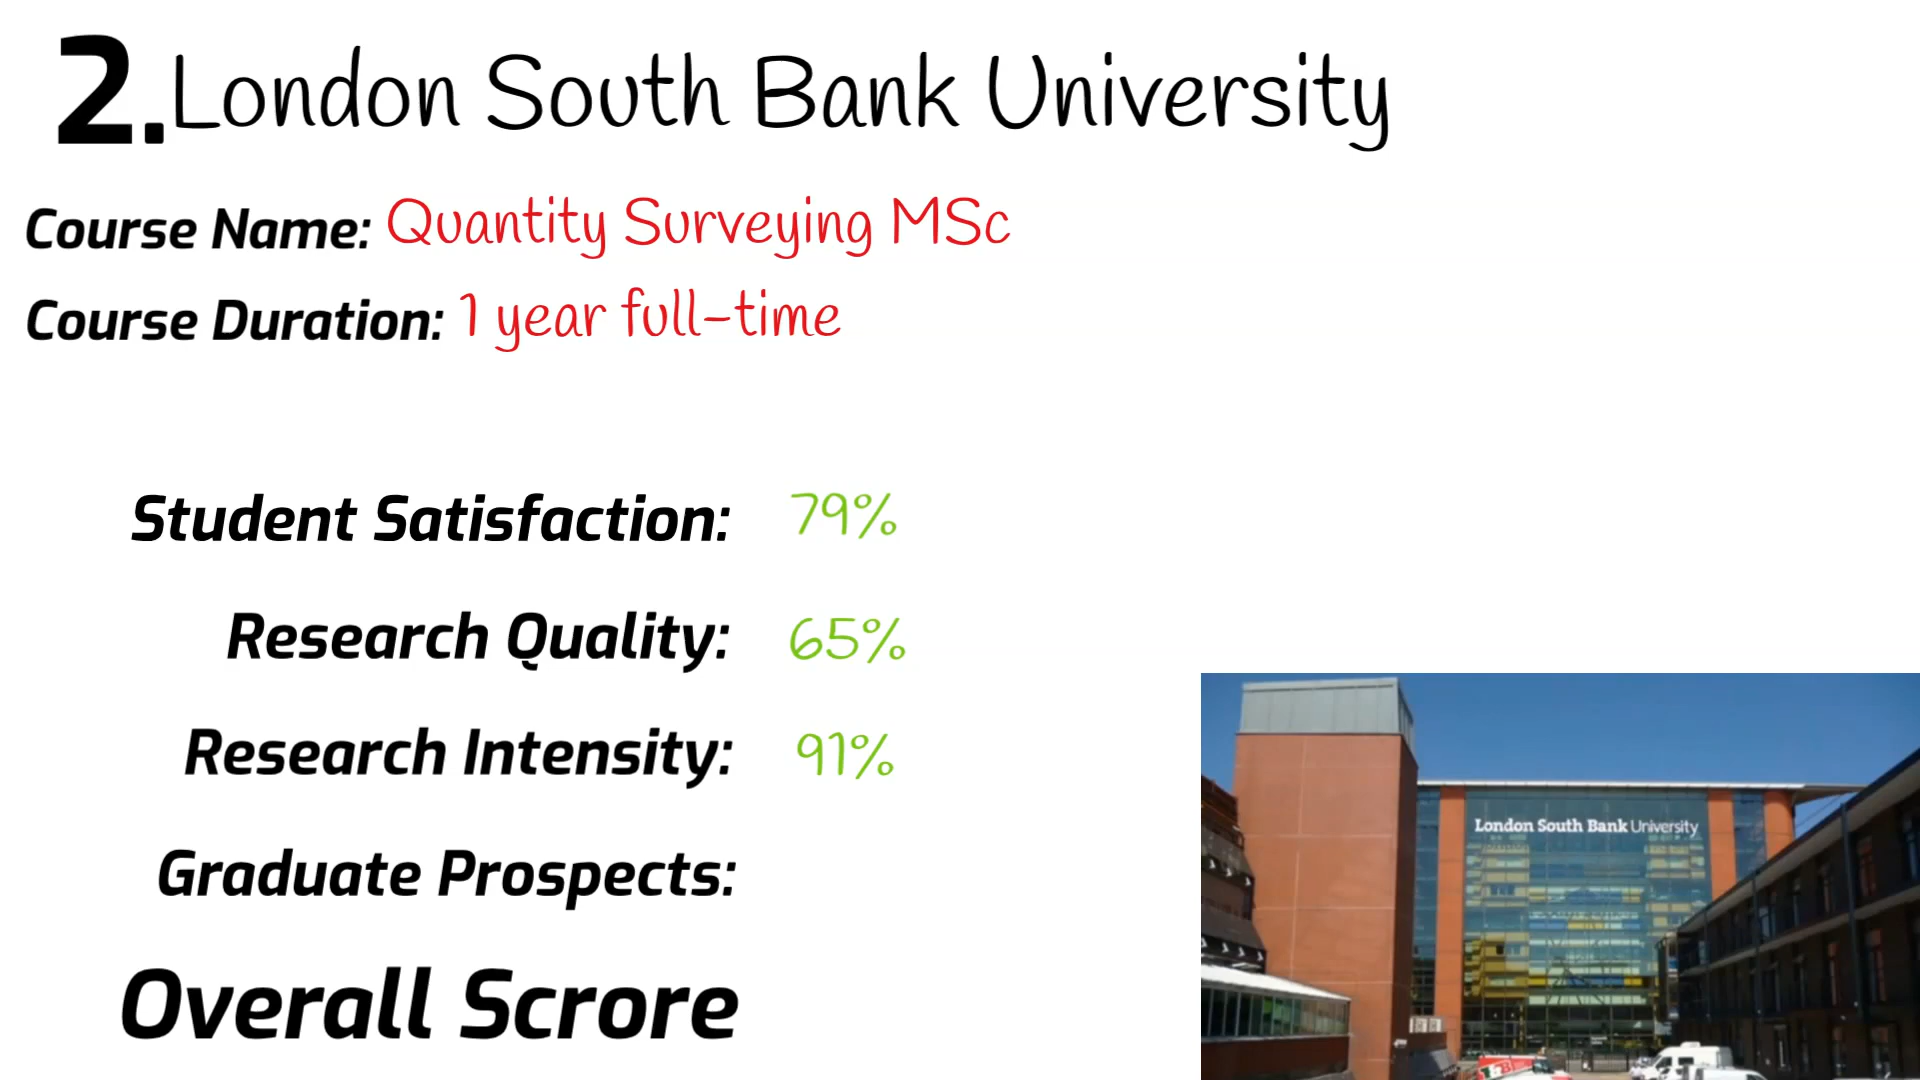 2. London South Bank University
Course Name: Quantity Surveying MSc
Course Duration: 1 year full-time
Student Satisfaction: 79%
Research Quality: 65%
Research Intensity: 91%
Graduate Prospects:
Overall Scrore
London South Bank University